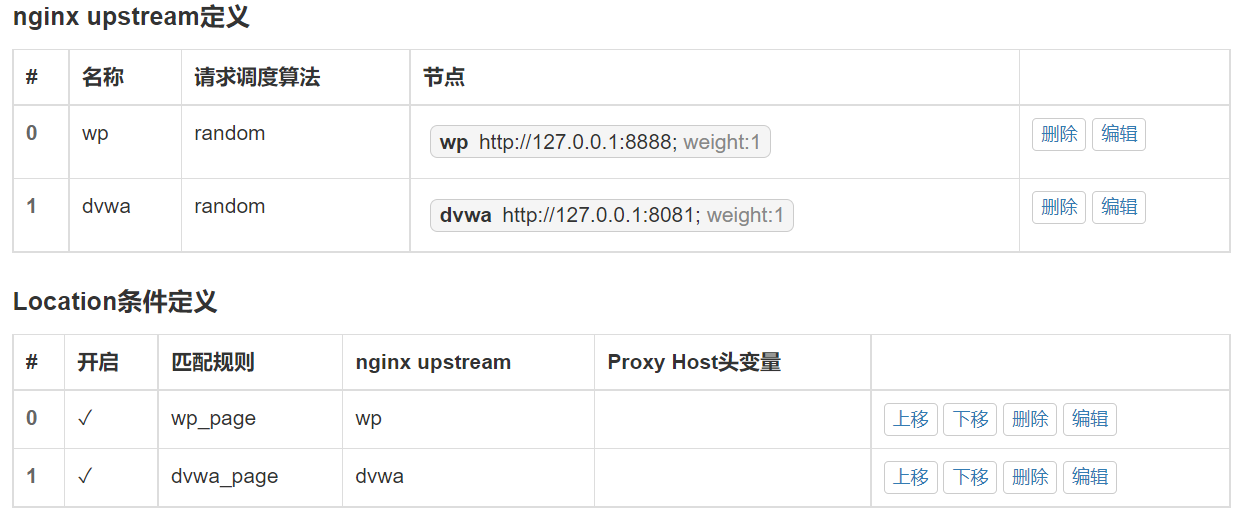 nginx upstream定义
# 名称 请求调度算法 节点
0 wp random wp http://127.0.0.1:8888; weight:1 删除 编辑
1 dvwa random dvwa http://127.0.0.1:8081; weight:1 删除 编辑
Location条件定义
# 开启 匹配规则 nginx upstream Proxy Host头变量
0 ✓ wp_page wp 上移 下移 删除 编辑
1 ✓ dvwa_page dvwa 上移 下移 删除 编辑